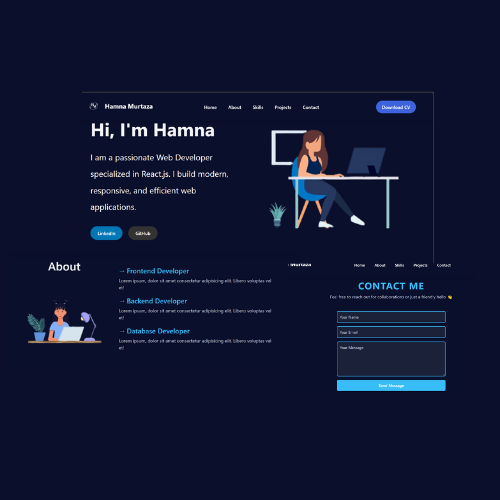 Hamna Murtaza
Home About Skills Projects Contact
Download CV
Hi, I'm Hamna
I am a passionate Web Developer
specialized in React.js. I build modern,
responsive, and efficient web
applications.
LinkedIn GitHub
About
→ Frontend Developer
Lorem ipsum, dolor sit amet consectetur adipisicing elit. Libero voluptas vel
et!
→ Backend Developer
Lorem ipsum, dolor sit amet consectetur adipisicing elit. Libero voluptas vel
et!
→ Database Developer
Lorem ipsum, dolor sit amet consectetur adipisicing elit. Libero voluptas vel
et!
Murtaza
Home About Skills Projects Contact
CONTACT ME
Feel free to reach out for collaborations or just a friendly hello 👋
Your Name
Your Email
Your Message
Send Message